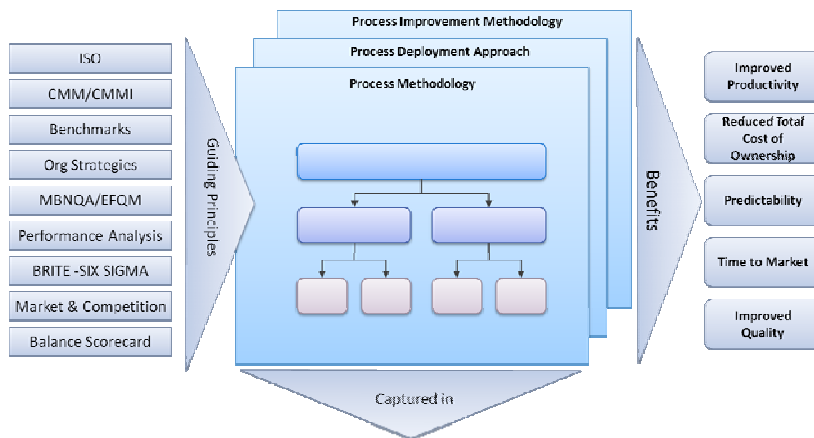 ISO
CMM/CMMI
Benchmarks
Org Strategies
MBNQA/EFQM
Performance Analysis
BRITE -SIX SIGMA
Market & Competition
Balance Scorecard
Guiding Principles
Process Improvement Methodology
Process Deployment Approach
Process Methodology
Captured in
Benefits
Improved
Productivity
Reduced Total
Cost of
Ownership
Predictability
Time to Market
Improved
Quality